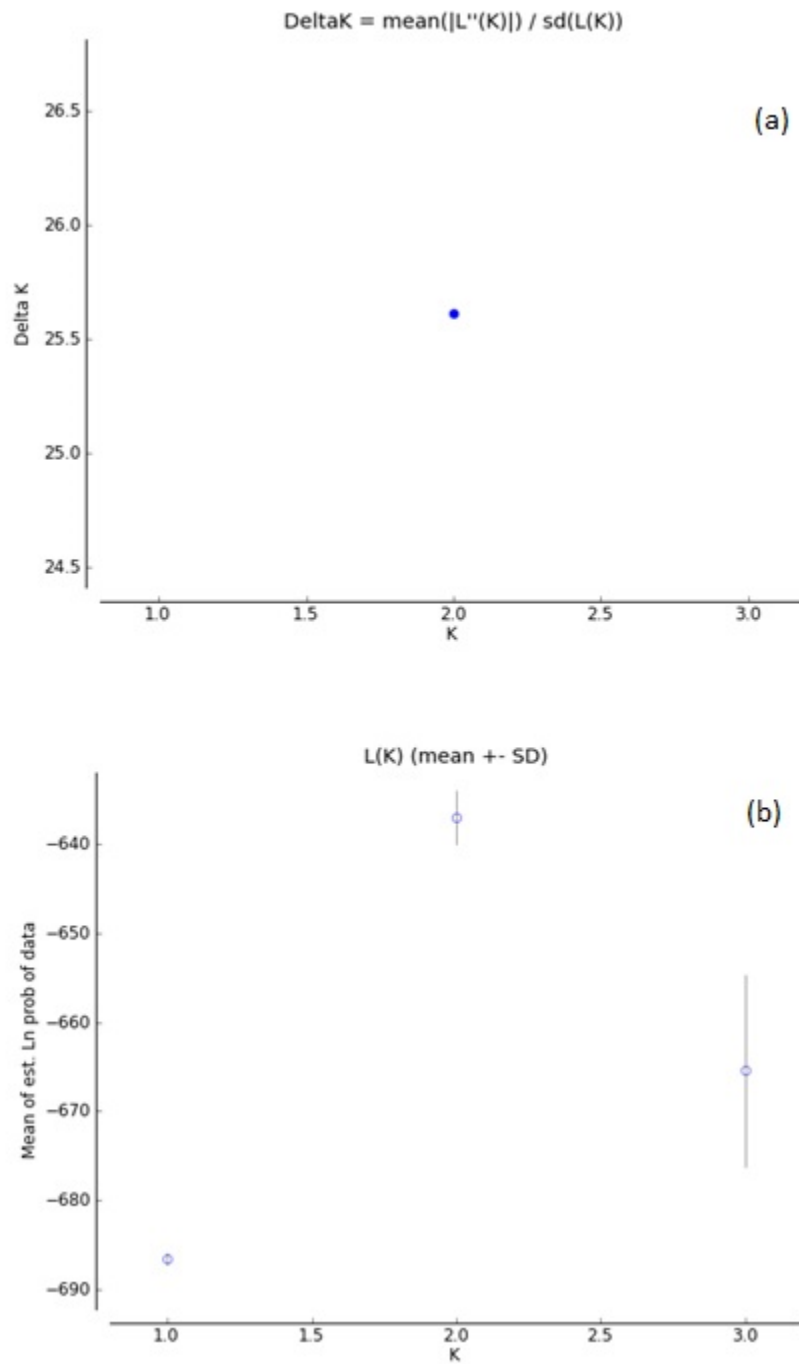 DeltaK = mean(|L''(K)|) / sd(L(K))
(a)
26.5
26.0
25.5
25.0
24.5
Delta K
1.0 1.5 2.0 2.5 3.0
K
L(K) (mean +- SD)
(b)
−640
−650
−660
−670
−680
−690
Mean of est. Ln prob of data
1.0 1.5 2.0 2.5 3.0
K